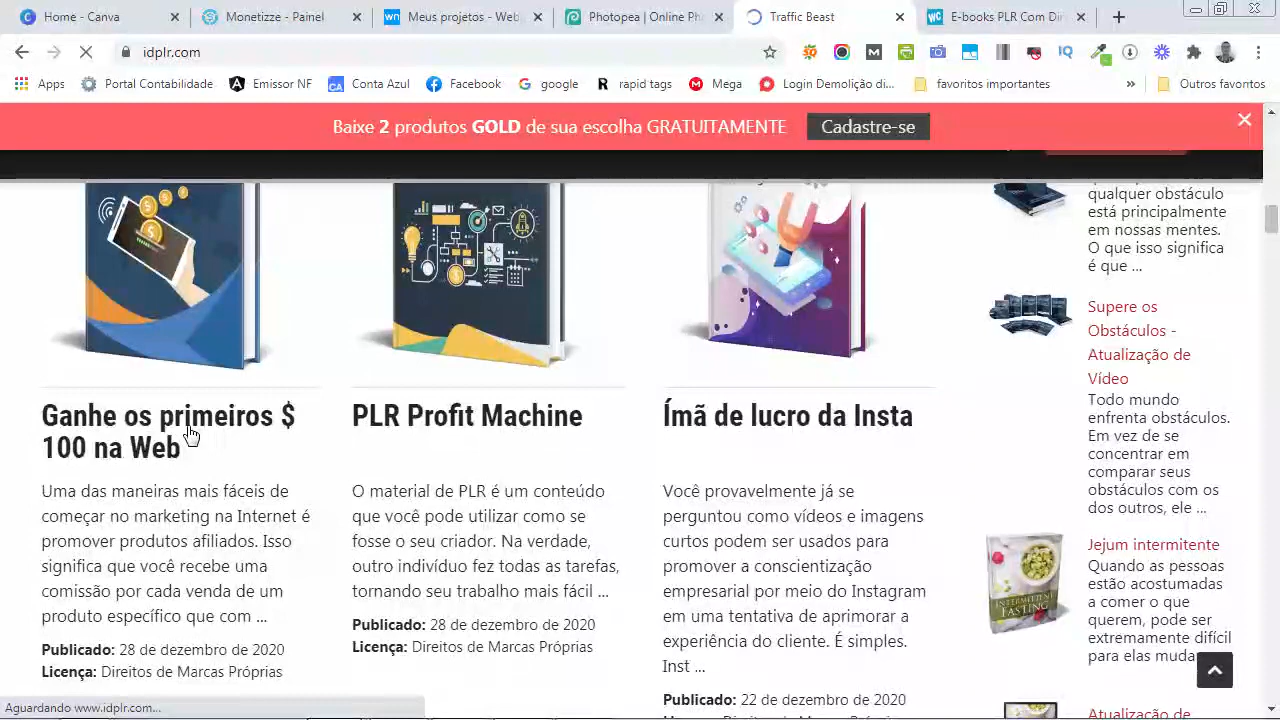 Home - Canva
Monetizze - Painel
Meus projetos - Web
Photopea | Online Ph
Traffic Beast
E-books PLR Com Dir
idplr.com
Apps
Portal Contabilidade
Emissor NF
Conta Azul
Facebook
google
rapid tags
Mega
Login Demolição di...
favoritos importantes
»
Outros favoritos
Baixe 2 produtos GOLD de sua escolha GRATUITAMENTE
Cadastre-se
Ganhe os primeiros $
100 na Web
Uma das maneiras mais fáceis de
começar no marketing na Internet é
promover produtos afiliados. Isso
significa que você recebe uma
comissão por cada venda de um
produto específico que com ...
Publicado: 28 de dezembro de 2020
Licença: Direitos de Marcas Próprias
PLR Profit Machine
O material de PLR é um conteúdo
que você pode utilizar como se
fosse o seu criador. Na verdade,
outro indivíduo fez todas as tarefas,
tornando seu trabalho mais fácil ...
Publicado: 28 de dezembro de 2020
Licença: Direitos de Marcas Próprias
Ímã de lucro da Insta
Você provavelmente já se
perguntou como vídeos e imagens
curtos podem ser usados para
promover a conscientização
empresarial por meio do Instagram
em uma tentativa de aprimorar a
experiência do cliente. É simples.
Inst ...
Publicado: 22 de dezembro de 2020
qualquer obstáculo
está principalmente
em nossas mentes.
O que isso significa
é que ...
Supere os
Obstáculos -
Atualização de
Vídeo
Todo mundo
enfrenta obstáculos.
Em vez de se
concentrar em
comparar seus
obstáculos com os
dos outros, ele ...
INTERMITTENT
FASTING
Jejum intermitente
Quando as pessoas
estão acostumadas
a comer o que
querem, pode ser
extremamente difícil
para elas muda
Atualização de
Aguardando www.idplr.com...